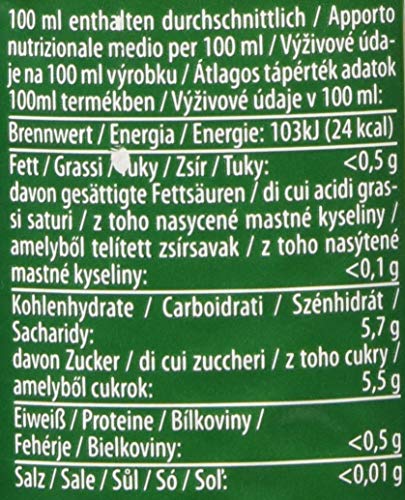 100 ml enthalten durchschnittlich / Apporto
nutrizionale medio per 100 ml / Výživové úda-
je na 100 ml výrobku / Átlagos tápérték adatok
100ml termékben / Výživové údaje v 100 ml:
Brennwert / Energia / Energie: 103kJ (24 kcal)
Fett / Grassi / Tuky / Zsír / Tuky: <0,5 g
davon gesättigte Fettsäuren / di cui acidi gras-
si saturi / z toho nasycené mastné kyseliny /
amelyből telített zsírsavak / z toho nasýtené
mastné kyseliny: <0,1 g
Kohlenhydrate / Carboidrati / Szénhidrát /
Sacharidy: 5,7 g
davon Zucker / di cui zuccheri / z toho cukry /
amelyből cukrok: 5,5 g
Eiweiß / Proteine / Bílkoviny /
Fehérje / Bielkoviny: <0,5 g
Salz / Sale / Sůl / Só / Soľ: <0,01 g